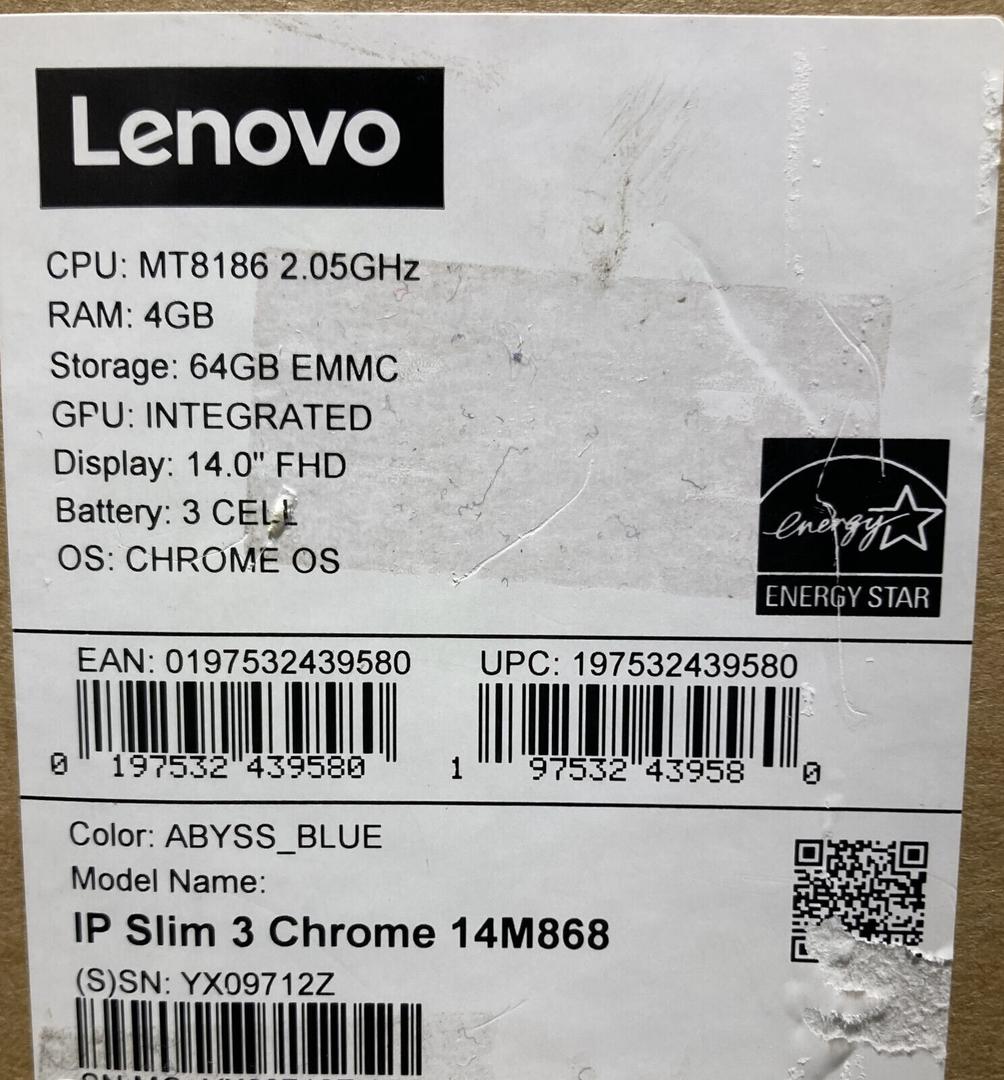 Lenovo
CPU: MT8186 2.05GHz
RAM: 4GB
Storage: 64GB EMMC
GPU: INTEGRATED
Display: 14.0" FHD
Battery: 3 CELL
OS: CHROME OS
energy
ENERGY STAR
EAN: 0197532439580 UPC: 197532439580
0 197532 439580 1 97532 43958 0
Color: ABYSS_BLUE
Model Name:
IP Slim 3 Chrome 14M868
(S)SN: YX09712Z